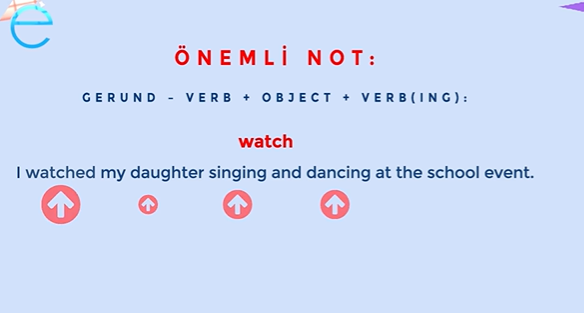 e
ÖNEMLİ NOT:
GERUND - VERB + OBJECT + VERB(ING):
watch
I watched my daughter singing and dancing at the school event.